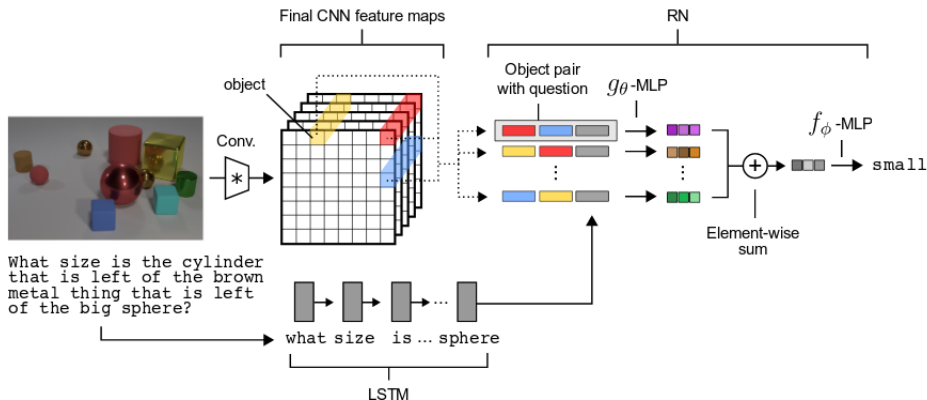 Final CNN feature maps
RN
object
Object pair
with question
gθ-MLP
fϕ-MLP
Conv.
*
+
small
Element-wise
sum
What size is the cylinder
that is left of the brown
metal thing that is left
of the big sphere?
what size is ... sphere
LSTM